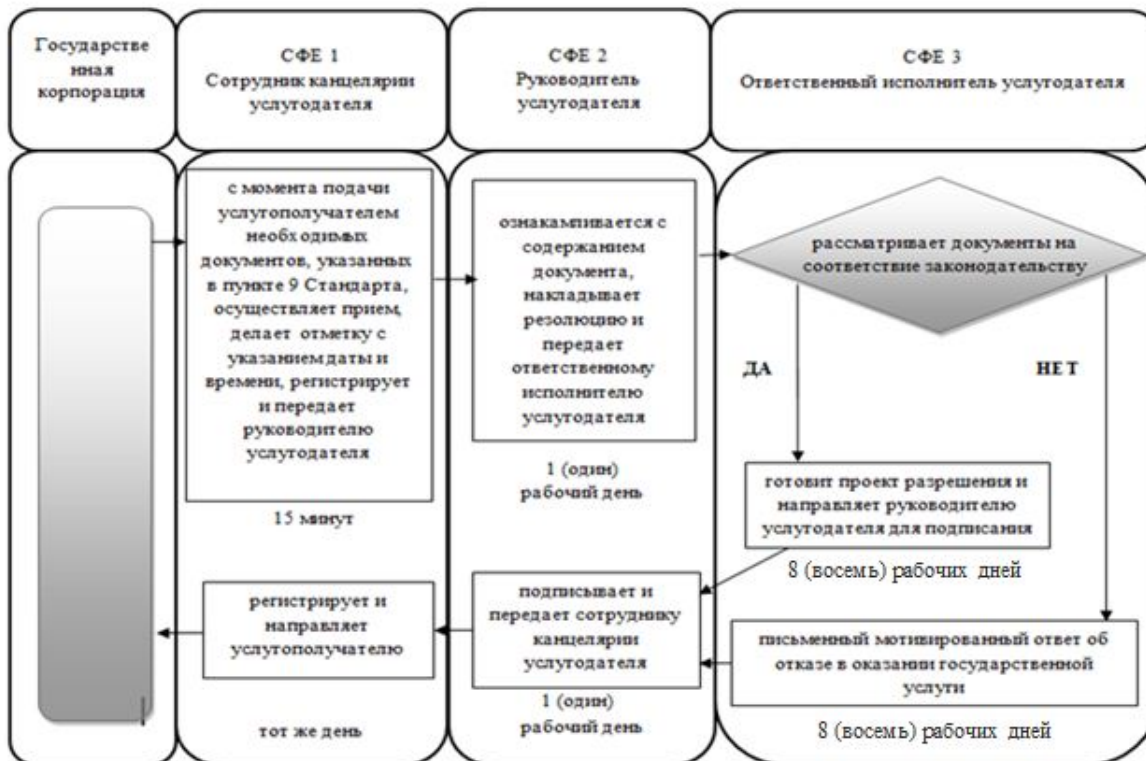 Государстве
нная
корпорация
СФЕ 1
Сотрудник канцелярии
услугодателя
СФЕ 2
Руководитель
услугодателя
СФЕ 3
Ответственный исполнитель услугодателя
с момента подачи
услугополучателем
необходимых
документов, указанных
в пункте 9 Стандарта,
осуществляет прием,
делает отметку с
указанием даты и
времени, регистрирует
и передает
руководителю
услугодателя
15 минут
ознакампивается с
содержанием
документа,
накладывает
резолюцию и
передает
ответственному
исполнителю
услугодателя
1 (один)
рабочий день
рассматривает документы на
соответствие законодательству
ДА
НЕТ
готовит проект разрешения и
направляет руководителю
услугодателя для подписания
8 (восемь) рабочих дней
регистрирует и
направляет
услугополучателю
тот же день
подписывает и
передает сотруднику
канцелярии
услугодателя
1 (один)
рабочий день
письменный мотивированный ответ об
отказе в оказании государственной
услуги
8 (восемь) рабочих дней